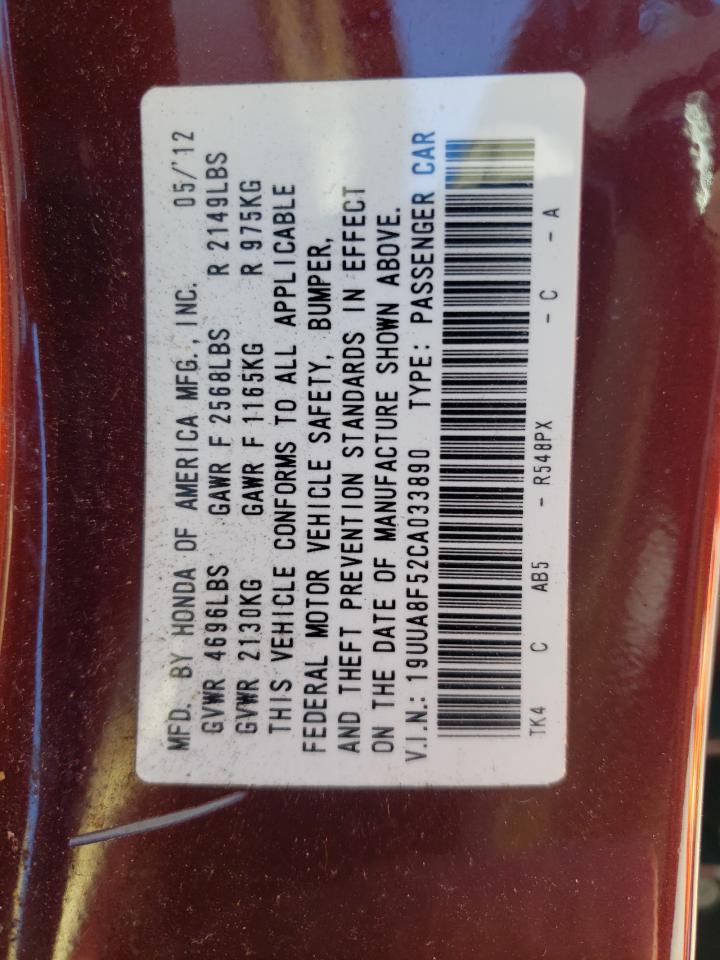 MFD. BY HONDA OF AMERICA MFG., INC. 05/'12
GVWR 4696LBS GAWR F 2568LBS R 2149LBS
GVWR 2130KG GAWR F 1165KG R 975KG
THIS VEHICLE CONFORMS TO ALL APPLICABLE
FEDERAL MOTOR VEHICLE SAFETY, BUMPER,
AND THEFT PREVENTION STANDARDS IN EFFECT
ON THE DATE OF MANUFACTURE SHOWN ABOVE.
V.I.N.: 19UUA8F52CA033890 TYPE: PASSENGER CAR
TK4 C AB5 - R548PX - C - A